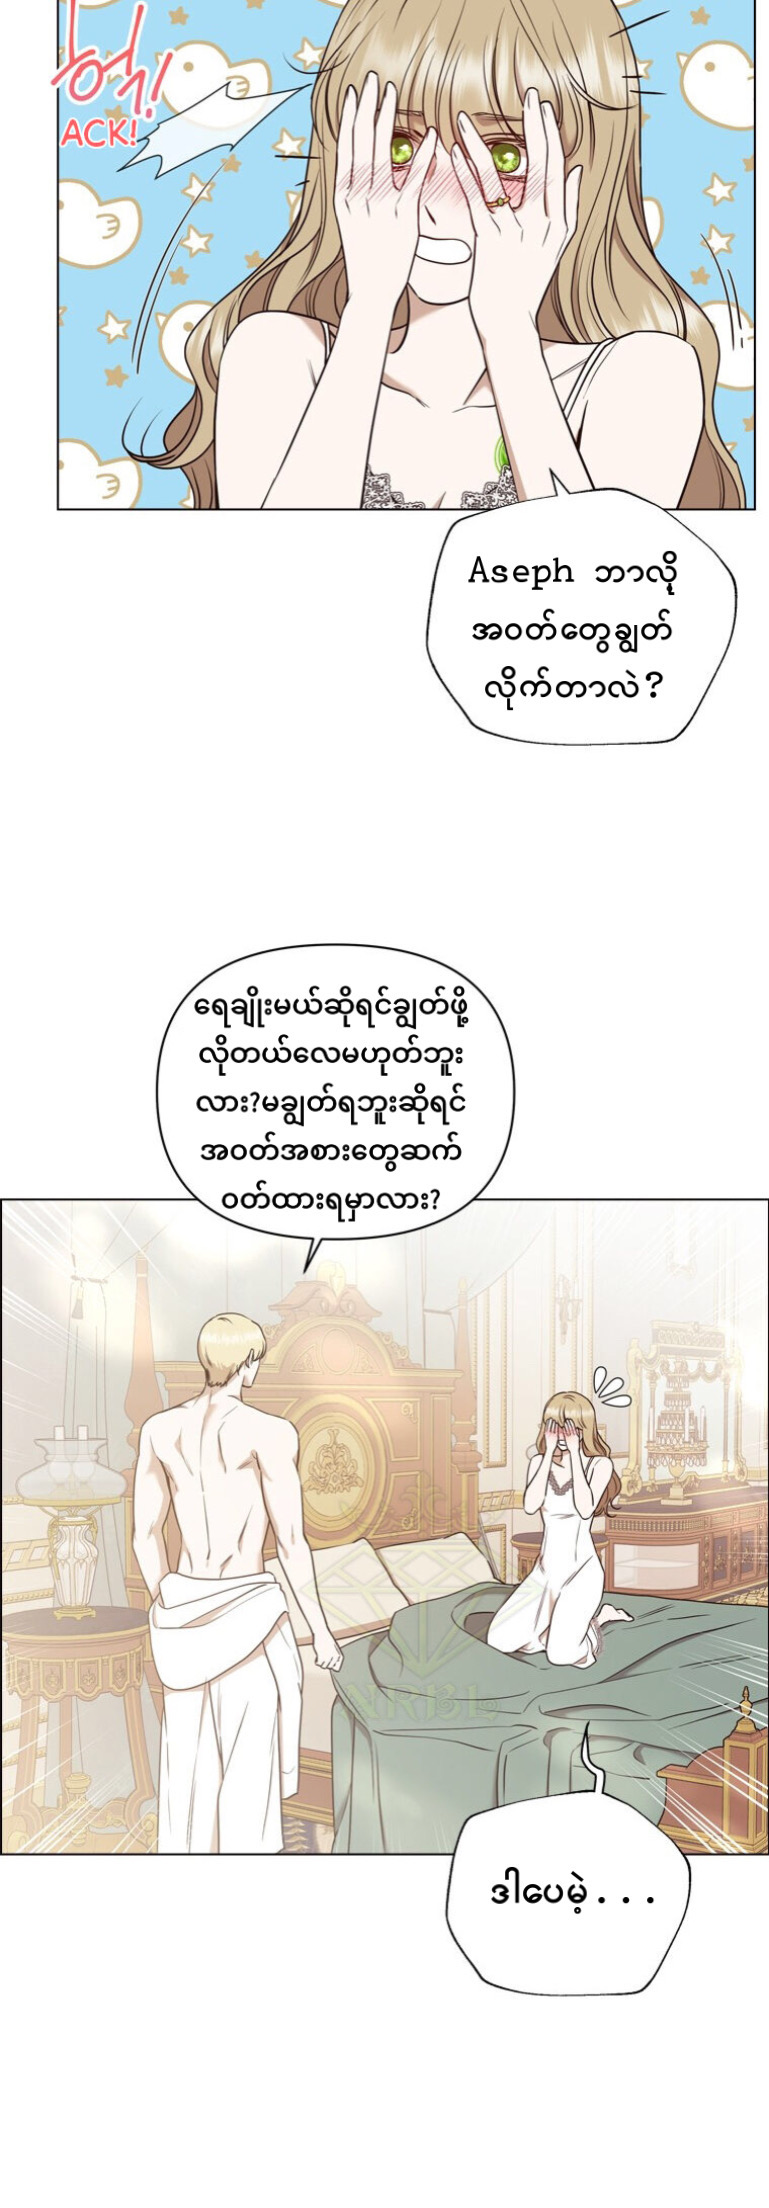 ACK!
Aseph ဘာလို့
အဝတ်တွေချွတ်
လိုက်တာလဲ?
ရေချိုးမယ်ဆိုရင်ချွတ်ဖို့
လိုတယ်လေမဟုတ်ဘူး
လား?မချွတ်ရဘူးဆိုရင်
အဝတ်အစားတွေဆက်
ဝတ်ထားရမှာလား?
NRBL
ဒါပေမဲ့...